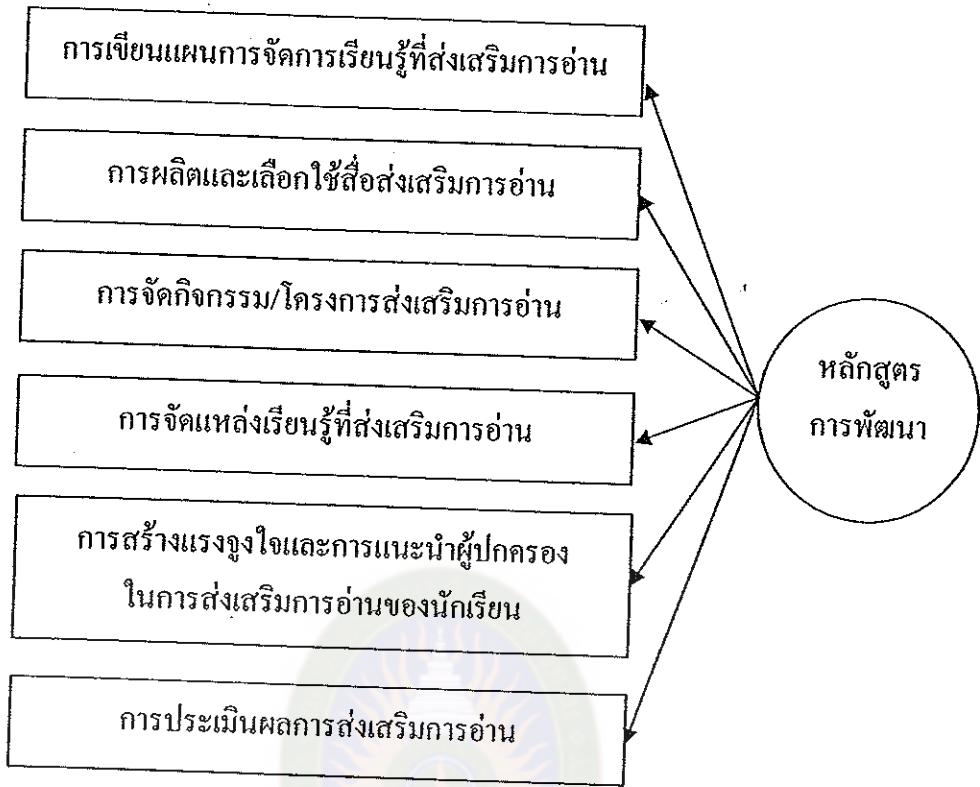 การเขียนแผนการจัดการเรียนรู้ที่ส่งเสริมการอ่าน
การผลิตและเลือกใช้สื่อส่งเสริมการอ่าน
การจัดกิจกรรม/โครงการส่งเสริมการอ่าน
การจัดแหล่งเรียนรู้ที่ส่งเสริมการอ่าน
การสร้างแรงจูงใจและการแนะนำผู้ปกครอง
ในการส่งเสริมการอ่านของนักเรียน
การประเมินผลการส่งเสริมการอ่าน
หลักสูตร
การพัฒนา